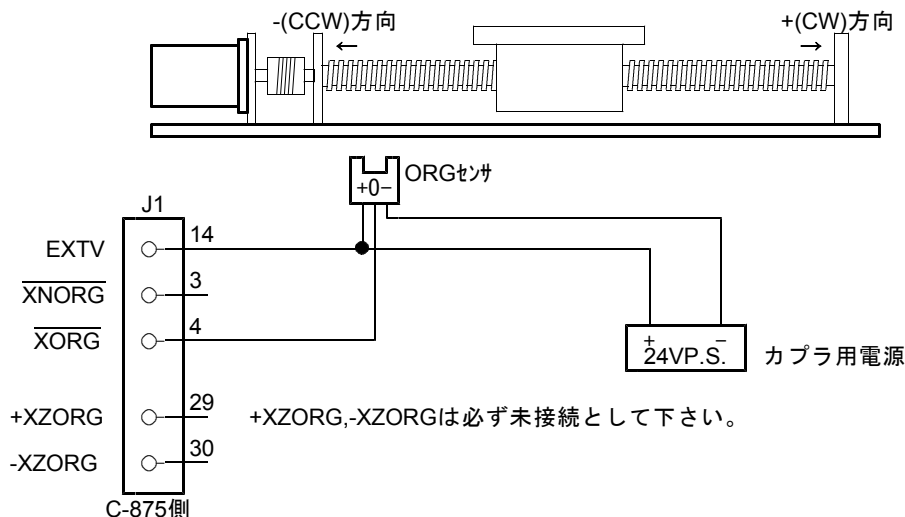 -(CCW)方向
+(CW)方向
←
→
ORGｾﾝｻ
+0−
J1
EXTV
14
XNORG
3
XORG
4
+ −
24VP.S.
カプラ用電源
+XZORG
29
+XZORG,-XZORGは必ず未接続として下さい。
-XZORG
30
C-875側